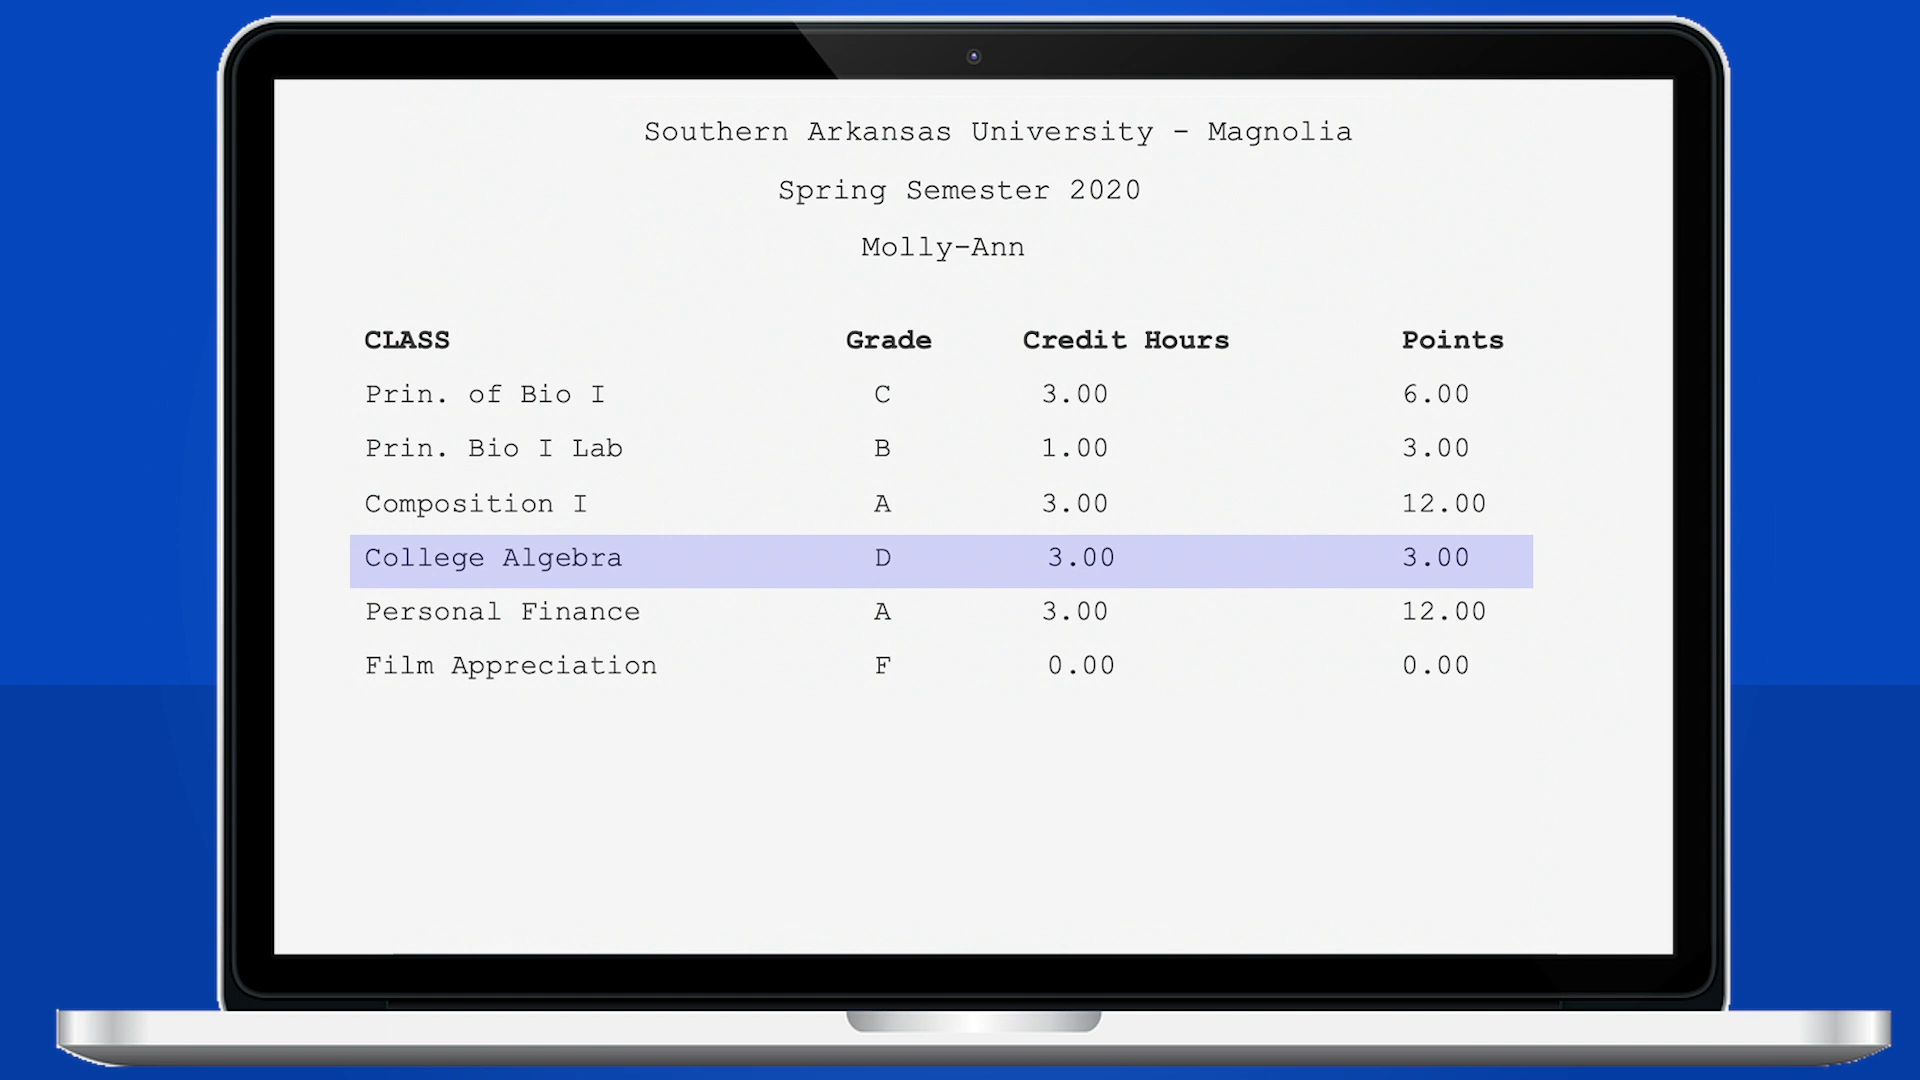 Southern Arkansas University - Magnolia
Spring Semester 2020
Molly-Ann
CLASS Grade Credit Hours Points
Prin. of Bio I C 3.00 6.00
Prin. Bio I Lab B 1.00 3.00
Composition I A 3.00 12.00
College Algebra D 3.00 3.00
Personal Finance A 3.00 12.00
Film Appreciation F 0.00 0.00